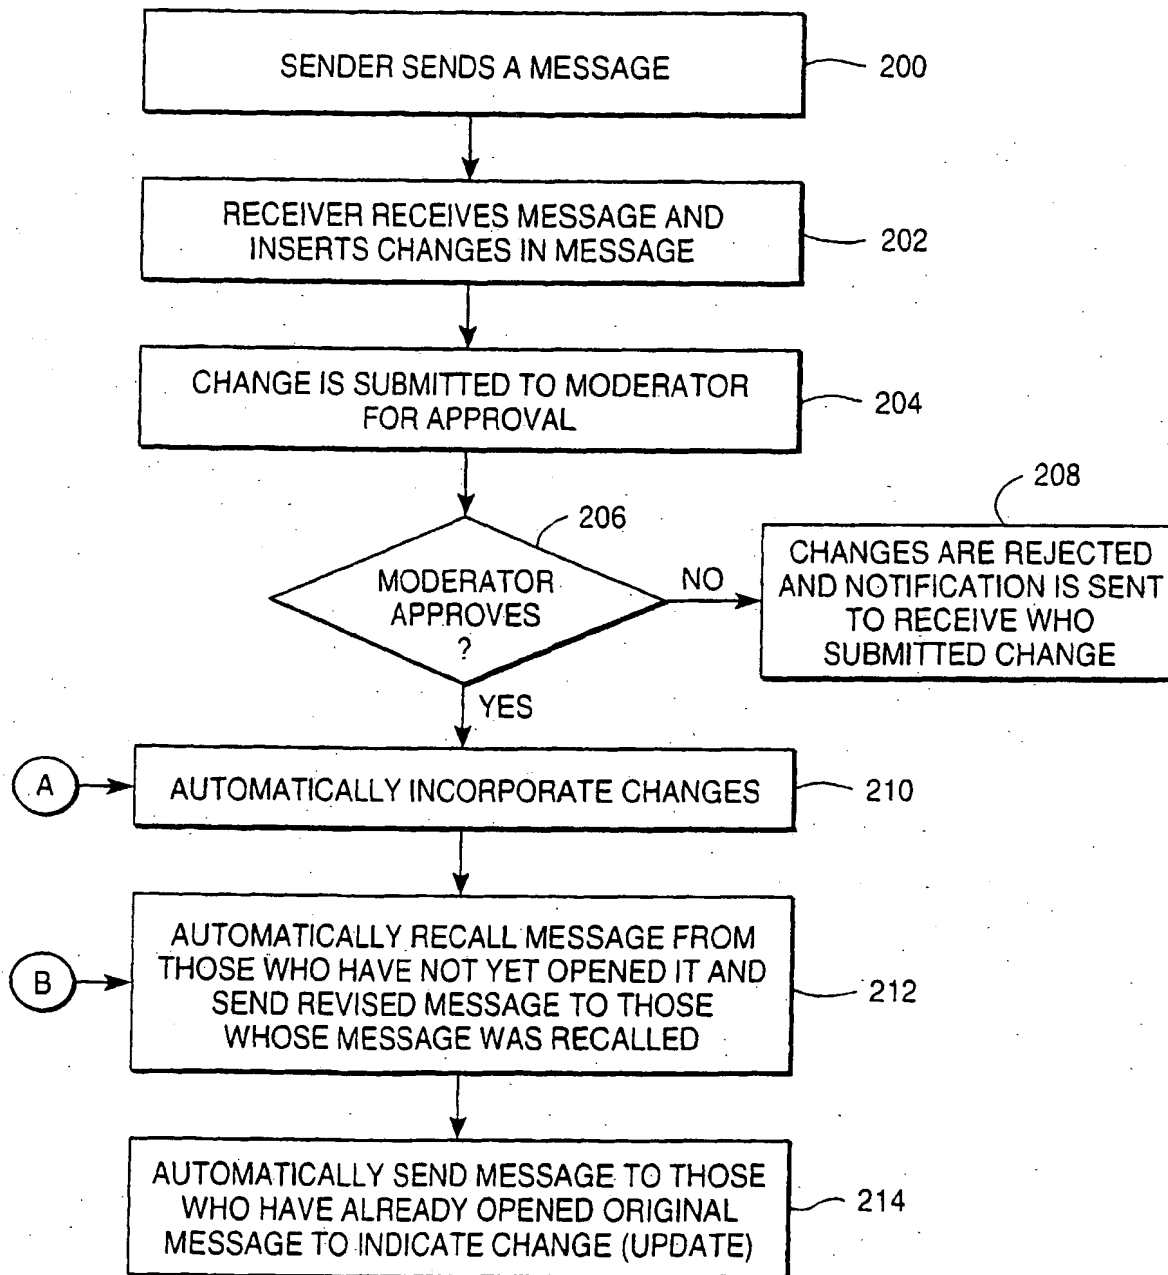 SENDER SENDS A MESSAGE
200
RECEIVER RECEIVES MESSAGE AND
INSERTS CHANGES IN MESSAGE
202
CHANGE IS SUBMITTED TO MODERATOR
FOR APPROVAL
204
206
MODERATOR
APPROVES
?
NO
208
CHANGES ARE REJECTED
AND NOTIFICATION IS SENT
TO RECEIVE WHO
SUBMITTED CHANGE
YES
A
AUTOMATICALLY INCORPORATE CHANGES
210
B
AUTOMATICALLY RECALL MESSAGE FROM
THOSE WHO HAVE NOT YET OPENED IT AND
SEND REVISED MESSAGE TO THOSE
WHOSE MESSAGE WAS RECALLED
212
AUTOMATICALLY SEND MESSAGE TO THOSE
WHO HAVE ALREADY OPENED ORIGINAL
MESSAGE TO INDICATE CHANGE (UPDATE)
214